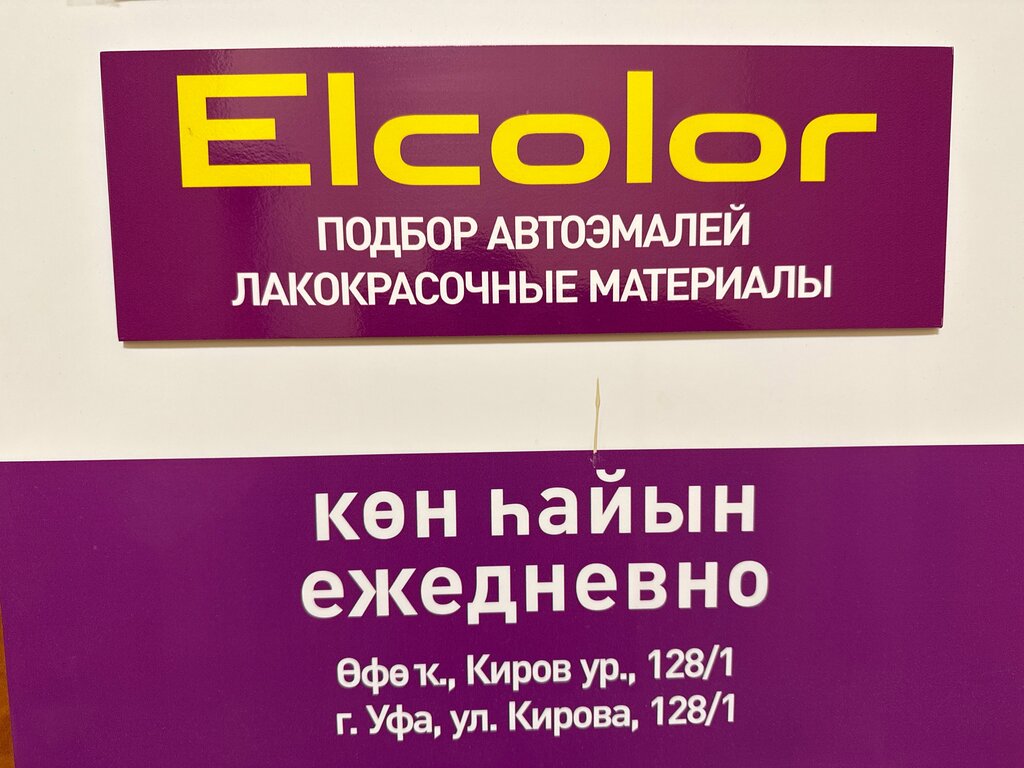 Elcolor
ПОДБОР АВТОЭМАЛЕЙ
ЛАКОКРАСОЧНЫЕ МАТЕРИАЛЫ
көн һайын
ежедневно
Өфө ҡ., Киров ур., 128/1
г. Уфа, ул. Кирова, 128/1